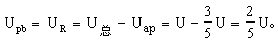 U_pb = U_R = U_总 − U_ap = U − 3/5 U = 2/5 U。